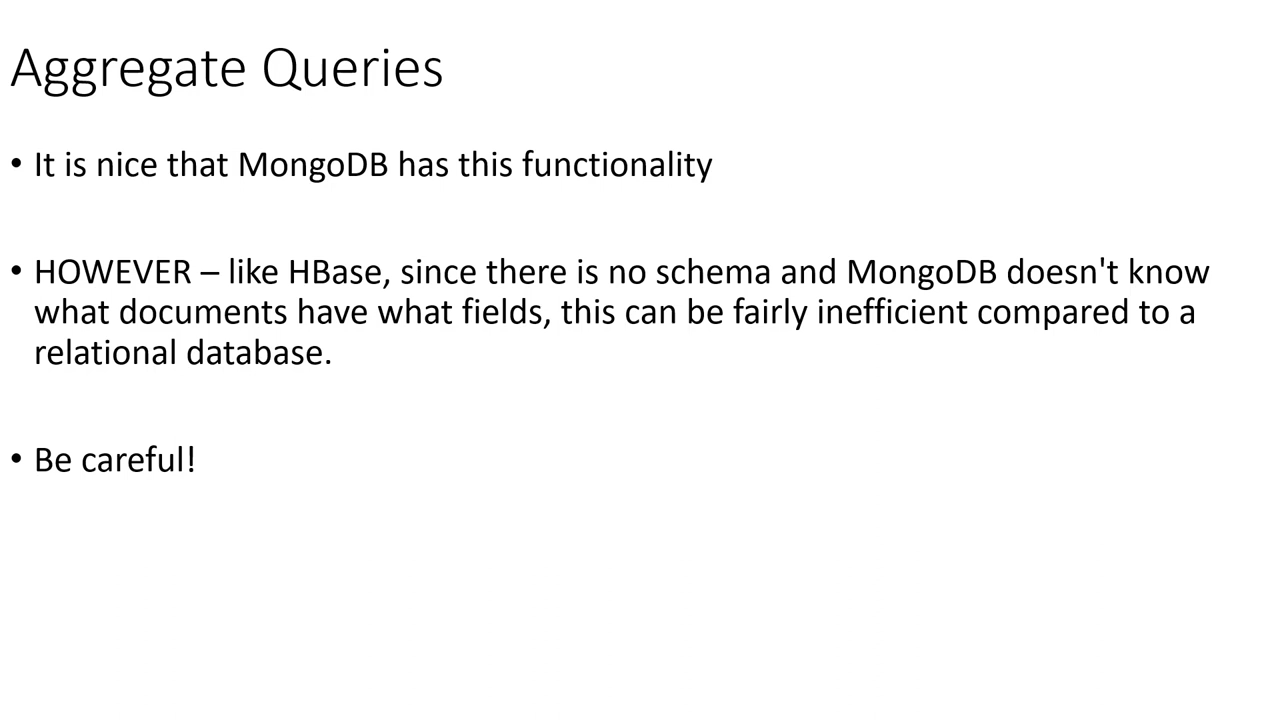 Aggregate Queries
• It is nice that MongoDB has this functionality
• HOWEVER – like HBase, since there is no schema and MongoDB doesn't know
what documents have what fields, this can be fairly inefficient compared to a
relational database.
• Be careful!